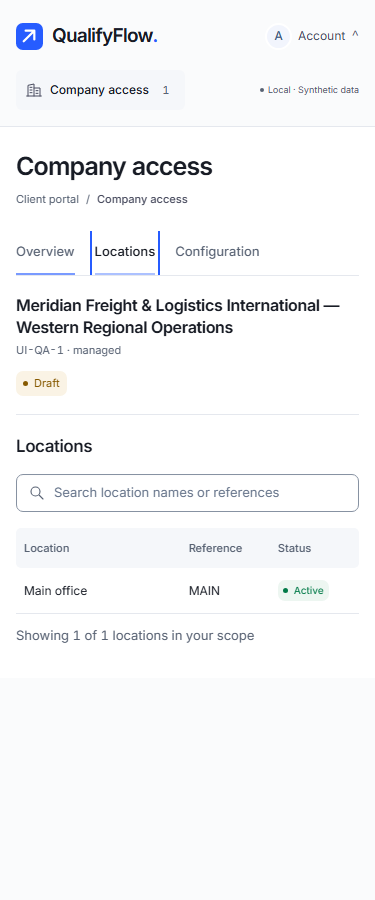 QualifyFlow.
A Account ^
Company access 1
Local · Synthetic data
Company access
Client portal / Company access
Overview Locations Configuration
Meridian Freight & Logistics International —
Western Regional Operations
UI-QA-1 · managed
Draft
Locations
Search location names or references
Location Reference Status
Main office MAIN Active
Showing 1 of 1 locations in your scope